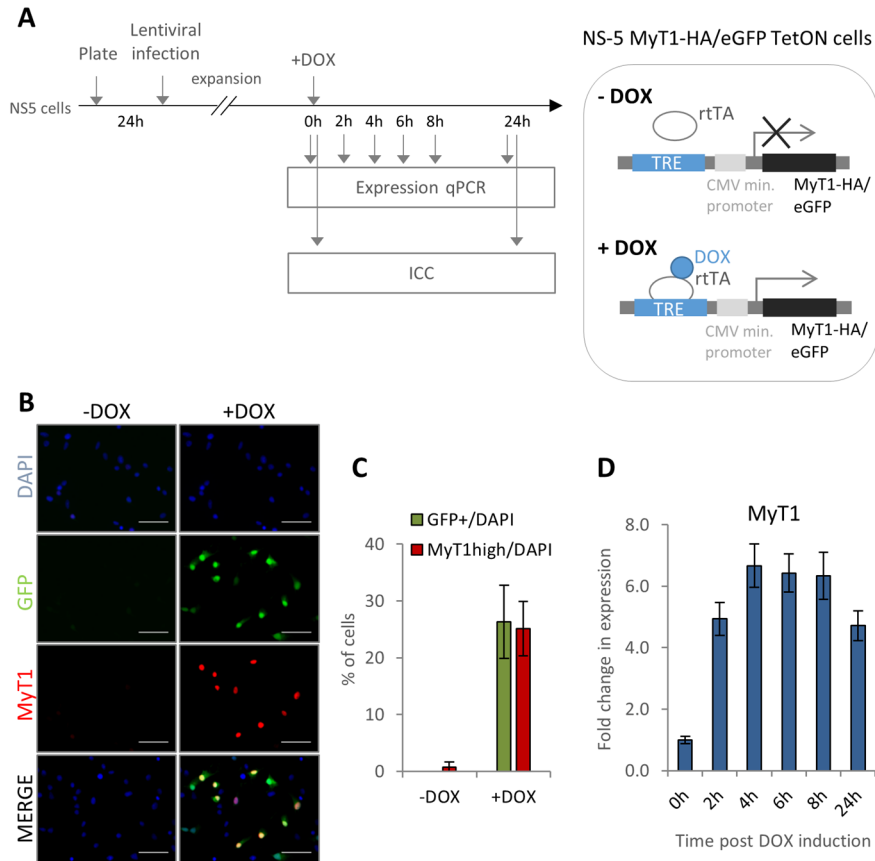 A
Plate
Lentiviral
infection
expansion
+DOX
NS5 cells
24h
0h 2h 4h 6h 8h 24h
Expression qPCR
ICC
NS-5 MyT1-HA/eGFP TetON cells
- DOX
rtTA
TRE
CMV min.
promoter
MyT1-HA/
eGFP
+ DOX
DOX
rtTA
TRE
CMV min.
promoter
MyT1-HA/
eGFP
B
-DOX +DOX
DAPI
GFP
MyT1
MERGE
C
GFP+/DAPI
MyT1high/DAPI
% of cells
40
30
20
10
0
-DOX +DOX
D
MyT1
Fold change in expression
8.0
6.0
4.0
2.0
0.0
0h 2h 4h 6h 8h 24h
Time post DOX induction